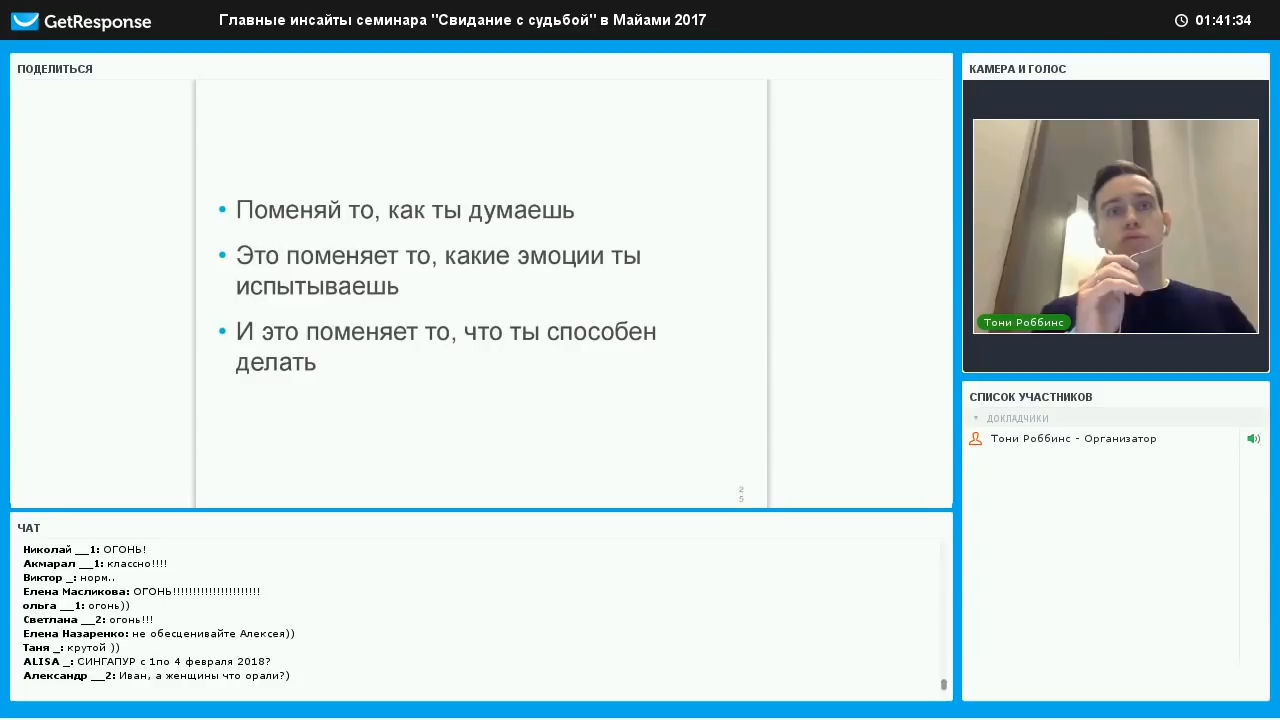 GetResponse
Главные инсайты семинара "Свидание с судьбой" в Майами 2017
01:41:34
ПОДЕЛИТЬСЯ
• Поменяй то, как ты думаешь
• Это поменяет то, какие эмоции ты
испытываешь
• И это поменяет то, что ты способен
делать
2
5
КАМЕРА И ГОЛОС
Тони Роббинс
СПИСОК УЧАСТНИКОВ
ДОКЛАДЧИКИ
Тони Роббинс - Организатор
ЧАТ
Николай __1: ОГОНЬ!
Акмарал __1: классно!!!!
Виктор _: норм..
Елена Масликова: ОГОНЬ!!!!!!!!!!!!!!!!!!!!!!
ольга __1: огонь))
Светлана __2: огонь!!!
Елена Назаренко: не обесценивайте Алексея))
Таня _: крутой ))
ALISA _: СИНГАПУР с 1по 4 февраля 2018?
Александр __2: Иван, а женщины что орали?)